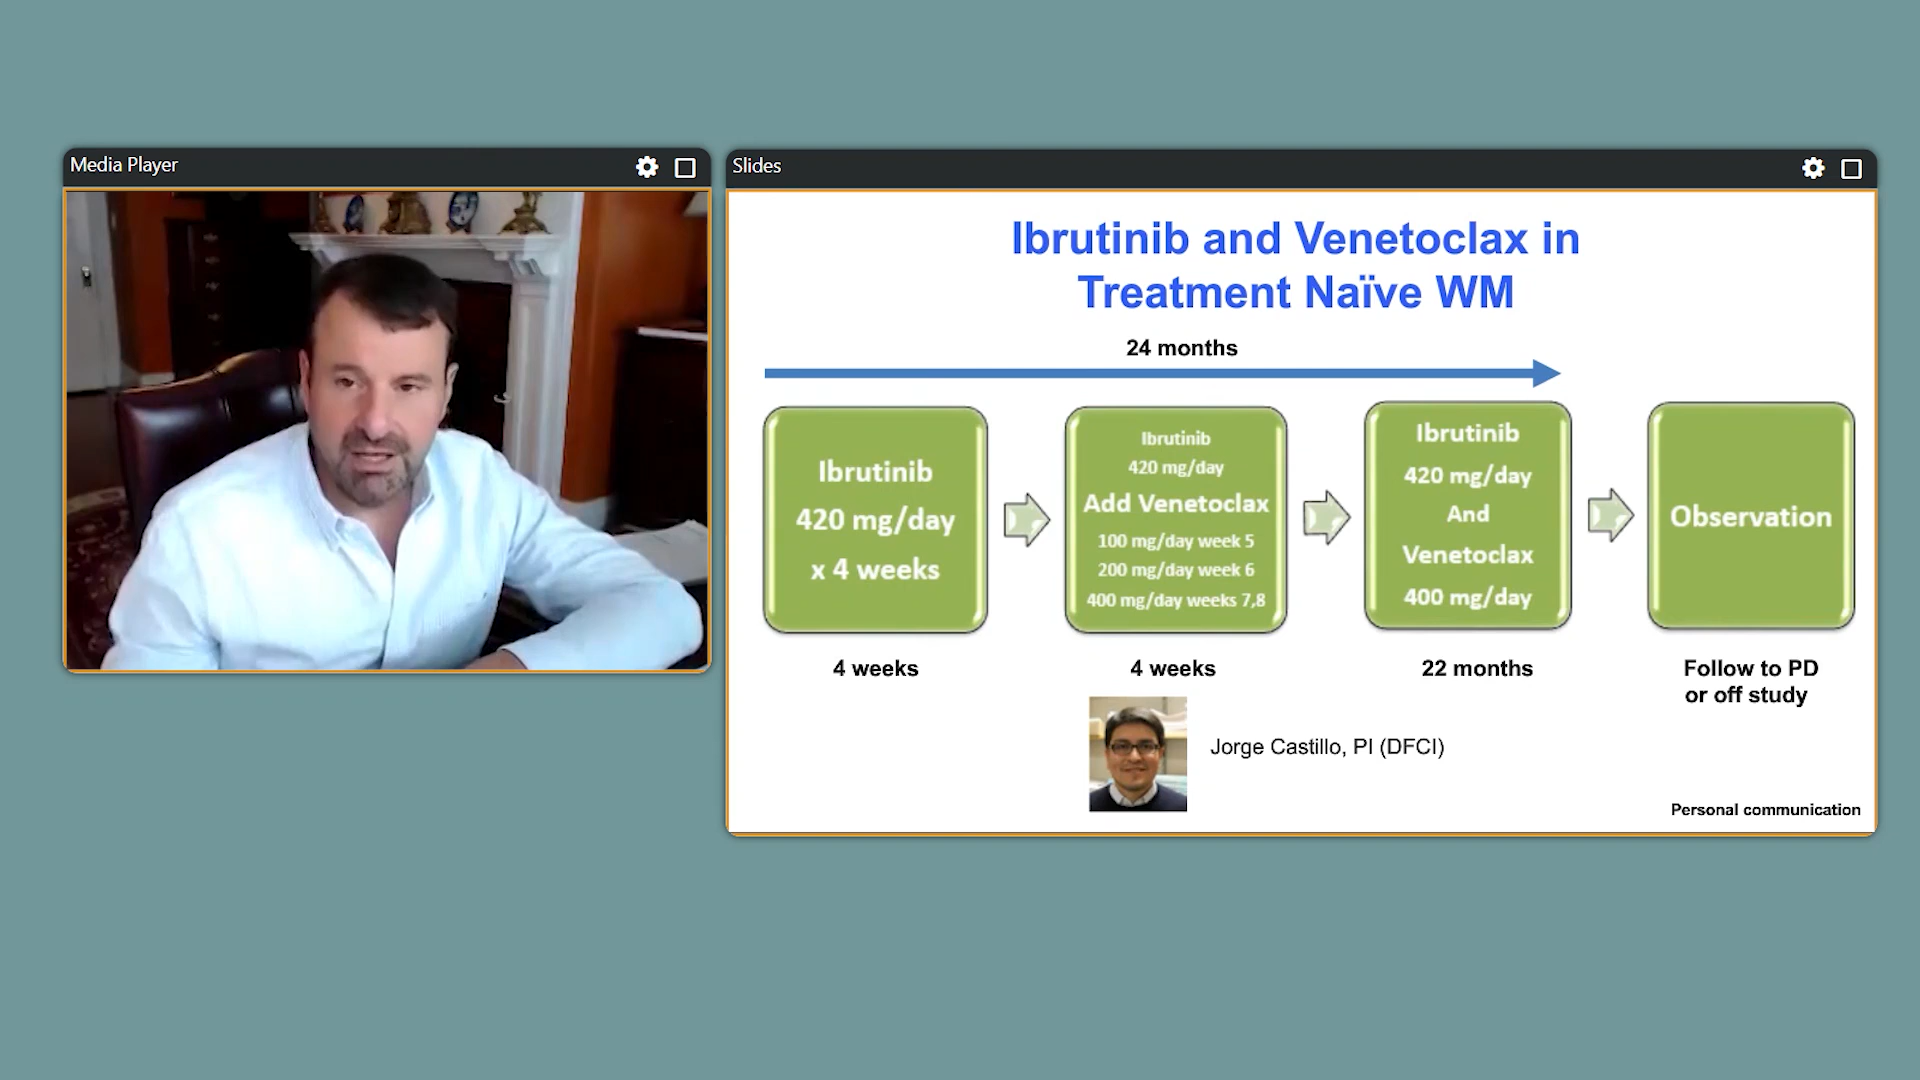 Media Player
Slides
Ibrutinib and Venetoclax in
Treatment Naïve WM
24 months
Ibrutinib
420 mg/day
x 4 weeks
Ibrutinib
420 mg/day
Add Venetoclax
100 mg/day week 5
200 mg/day week 6
400 mg/day weeks 7,8
Ibrutinib
420 mg/day
And
Venetoclax
400 mg/day
Observation
4 weeks
4 weeks
22 months
Follow to PD
or off study
Jorge Castillo, PI (DFCI)
Personal communication